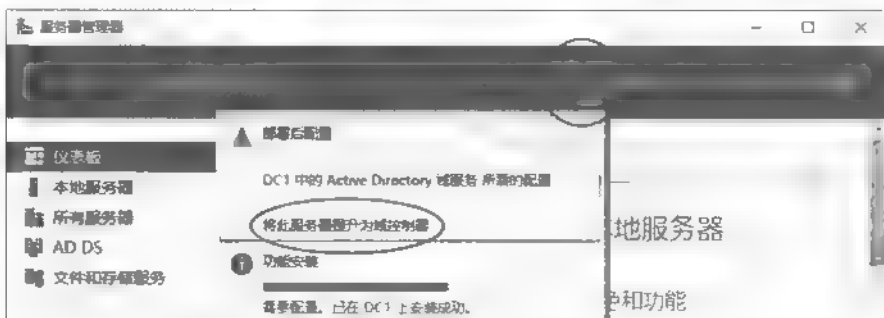 服务器管理器
部署后配置
仪表板
DC1 中的 Active Directory 域服务 所需的配置
本地服务器
所有服务器
将此服务器提升为域控制器
地服务器
AD DS
功能安装
文件和存储服务
需要配置。已在 DC1 上安装成功。
色和功能